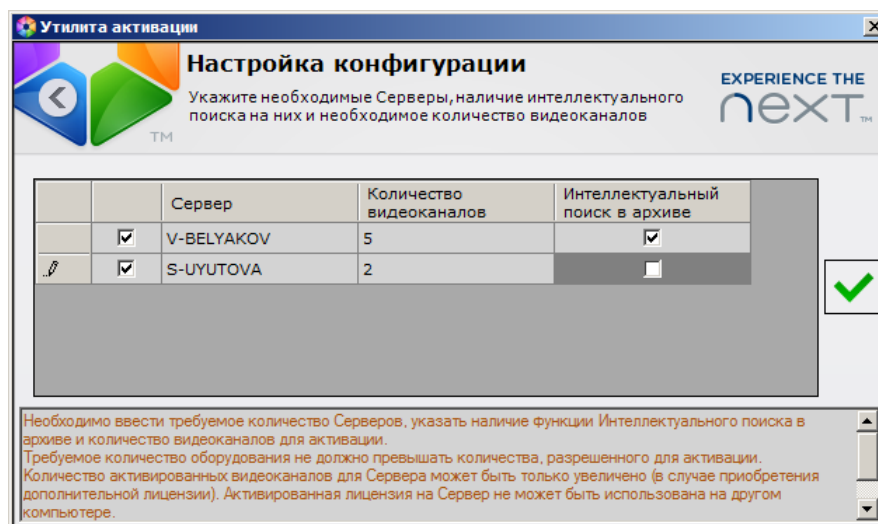 Утилита активации
Настройка конфигурации
Укажите необходимые Серверы, наличие интеллектуального
поиска на них и необходимое количество видеоканалов
EXPERIENCE THE
next TM
TM
Сервер
Количество
видеоканалов
Интеллектуальный
поиск в архиве
V-BELYAKOV
5
S-UYUTOVA
2
Необходимо ввести требуемое количество Серверов, указать наличие функции Интеллектуального поиска в
архиве и количество видеоканалов для активации.
Требуемое количество оборудования не должно превышать количества, разрешенного для активации.
Количество активированных видеоканалов для Сервера может быть только увеличено (в случае приобретения
дополнительной лицензии). Активированная лицензия на Сервер не может быть использована на другом
компьютере.